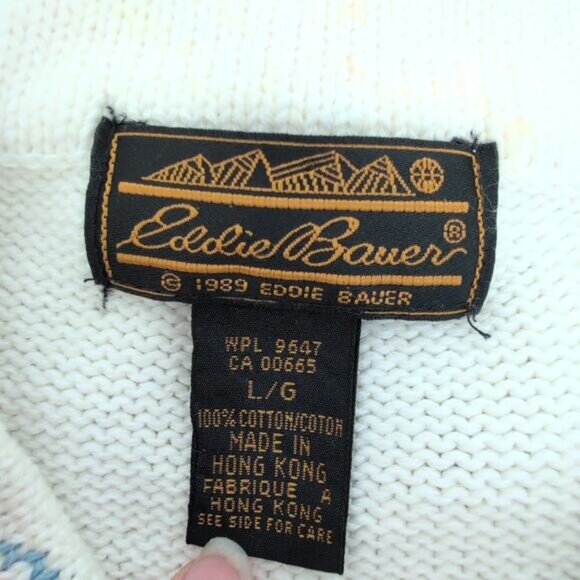 Eddie Bauer®
© 1989 EDDIE BAUER
WPL 9647
CA 00665
L/G
100% COTTON/COTON
MADE IN
HONG KONG
FABRIQUE A
HONG KONG
SEE SIDE FOR CARE